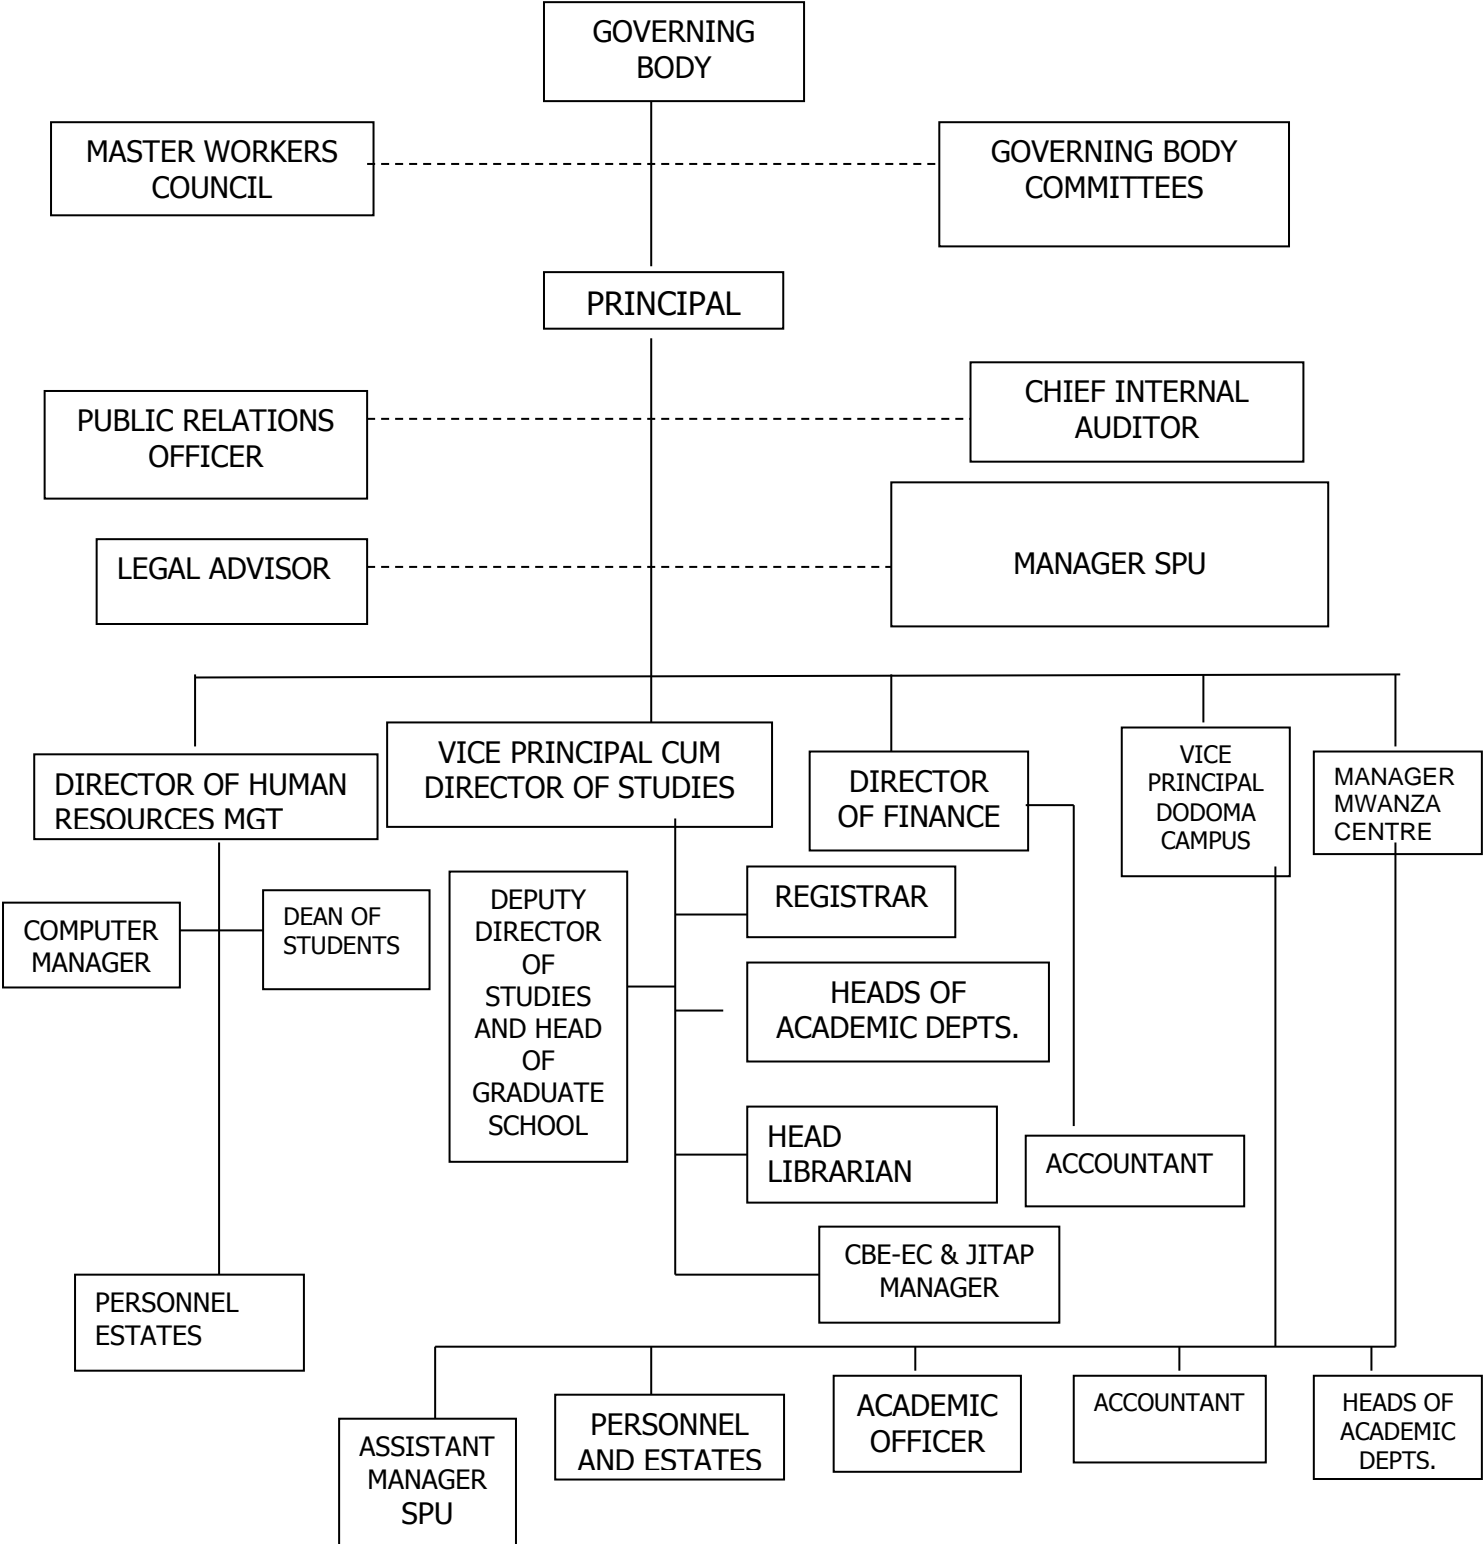 GOVERNING
BODY
MASTER WORKERS
COUNCIL
GOVERNING BODY
COMMITTEES
PRINCIPAL
PUBLIC RELATIONS
OFFICER
CHIEF INTERNAL
AUDITOR
LEGAL ADVISOR
MANAGER SPU
DIRECTOR OF HUMAN
RESOURCES MGT
VICE PRINCIPAL CUM
DIRECTOR OF STUDIES
DIRECTOR
OF FINANCE
VICE
PRINCIPAL
DODOMA
CAMPUS
MANAGER
MWANZA
CENTRE
COMPUTER
MANAGER
DEAN OF
STUDENTS
DEPUTY
DIRECTOR
OF
STUDIES
AND HEAD
OF
GRADUATE
SCHOOL
REGISTRAR
HEADS OF
ACADEMIC DEPTS.
HEAD
LIBRARIAN
ACCOUNTANT
CBE-EC & JITAP
MANAGER
PERSONNEL
ESTATES
ASSISTANT
MANAGER
SPU
PERSONNEL
AND ESTATES
ACADEMIC
OFFICER
ACCOUNTANT
HEADS OF
ACADEMIC
DEPTS.